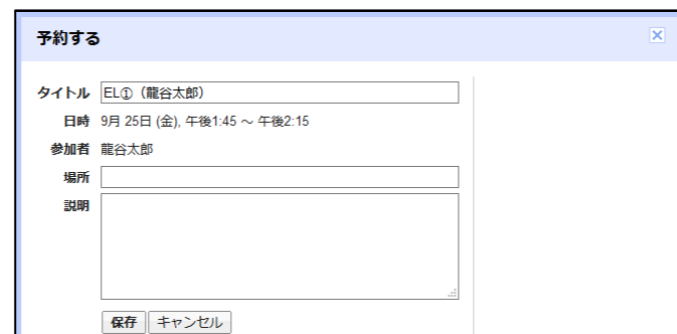 予約する
タイトル EL①（龍谷太郎）
日時 9月 25日 (金), 午後1:45 ～ 午後2:15
参加者 龍谷太郎
場所
説明
保存 キャンセル